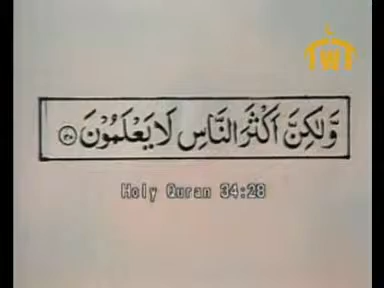 وَّلٰكِنَّ اَكْثَرَ النَّاسِ لَا يَعْلَمُوْنَ
Holy Quran 34:28